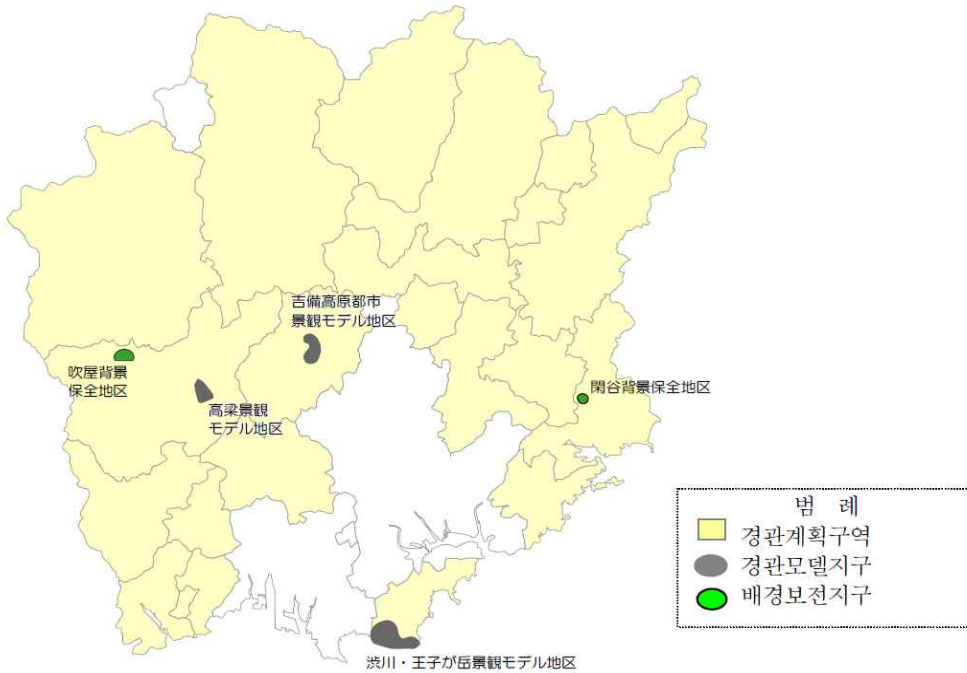 吉備高原都市
景観モデル地区
吹屋背景
保全地区
高梁景観
モデル地区
閑谷背景保全地区
渋川・王子が岳景観モデル地区
범 례
경관계획구역
경관모델지구
배경보전지구